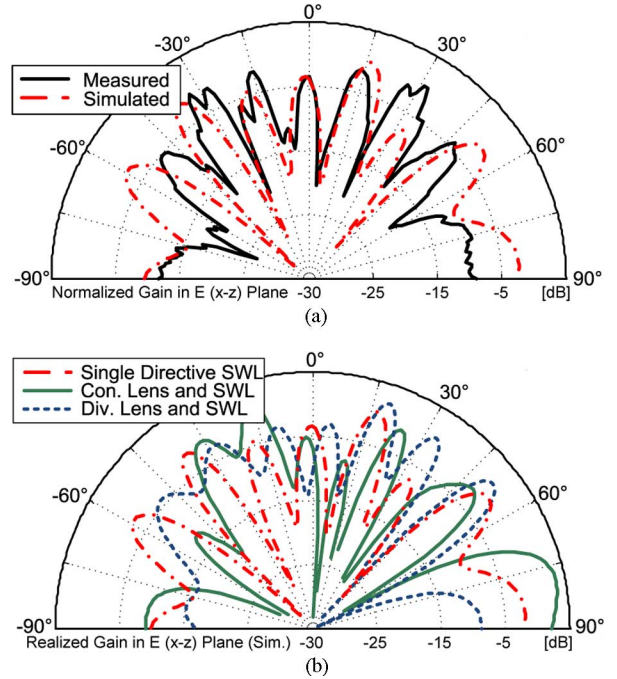 0°
-30°
30°
Measured
Simulated
-60°
60°
-90°
90°
Normalized Gain in E (x-z) Plane -30 -25 -15 -5 [dB]
(a)
0°
Single Directive SWL
Con. Lens and SWL
Div. Lens and SWL
30°
-60°
60°
-90°
90°
Realized Gain in E (x-z) Plane (Sim.) -30 -25 -15 -5 [dB]
(b)